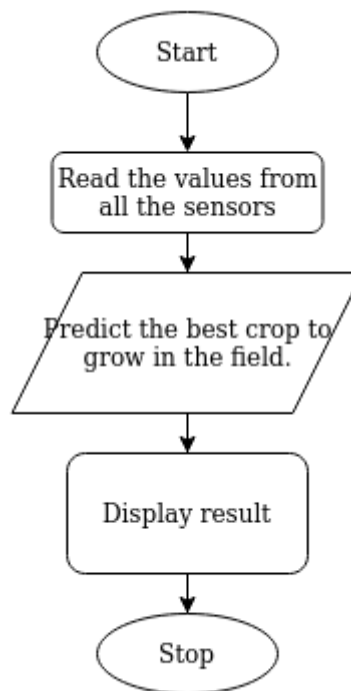 Start
Read the values from
all the sensors
Predict the best crop to
grow in the field.
Display result
Stop